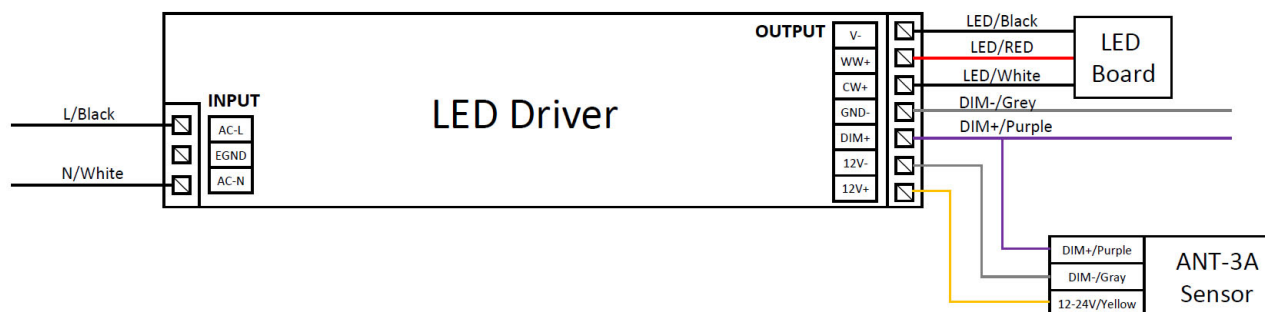 OUTPUT
V-
WW+
CW+
GND-
DIM+
12V-
12V+
LED/Black
LED/RED
LED/White
DIM-/Grey
DIM+/Purple
LED
Board
L/Black
N/White
INPUT
AC-L
EGND
AC-N
LED Driver
DIM+/Purple
DIM-/Gray
12-24V/Yellow
ANT-3A
Sensor